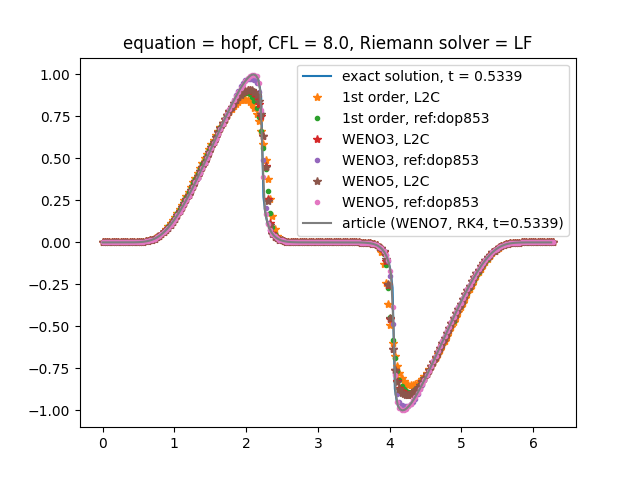 equation = hopf, CFL = 8.0, Riemann solver = LF
exact solution, t = 0.5339
1st order, L2C
1st order, ref:dop853
WENO3, L2C
WENO3, ref:dop853
WENO5, L2C
WENO5, ref:dop853
article (WENO7, RK4, t=0.5339)
1.00
0.75
0.50
0.25
0.00
−0.25
−0.50
−0.75
−1.00
0 1 2 3 4 5 6